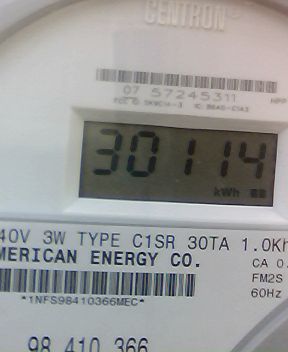 CENTRON®
07 57245311
30114
kWh
40V 3W TYPE C1SR 30TA 1.0Kh
MERICAN ENERGY CO.
CA 0.
FM2S
*1NFS98410366MEC*
60Hz
98 410 366